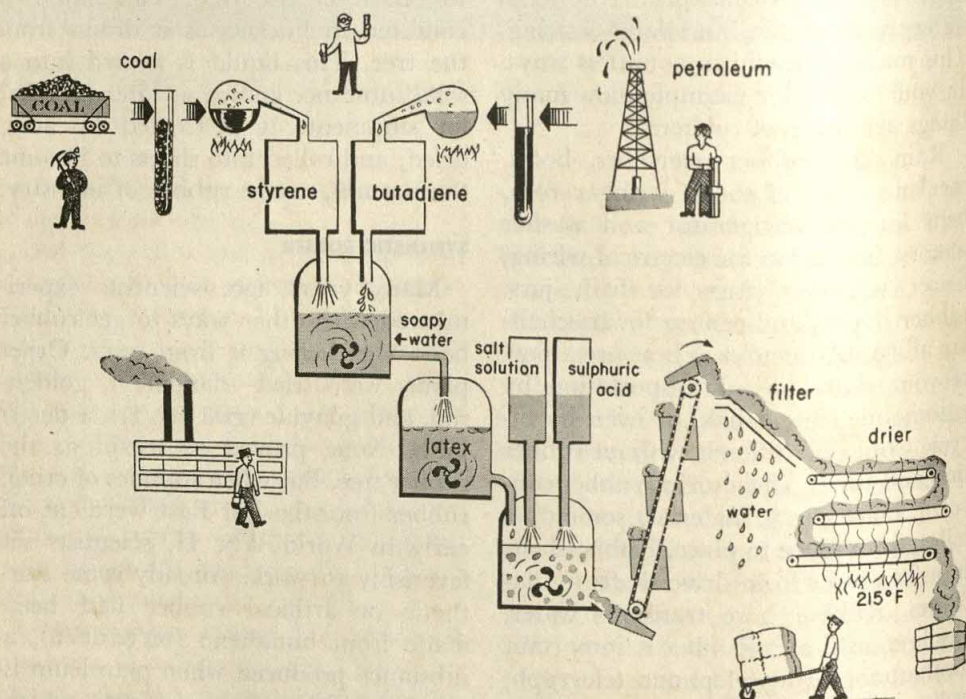 coal
COAL
petroleum
styrene
butadiene
soapy
water
salt
solution
sulphuric
acid
filter
drier
latex
water
215°F